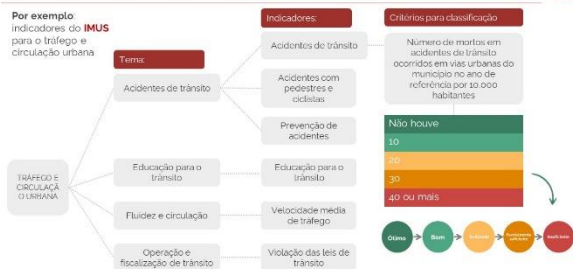 Por exemplo:
indicadores do IMUS
para o tráfego e
circulação urbana
Tema:
Indicadores:
Critérios para classificação
TRÁFEGO E
CIRCULAÇÃ
O URBANA
Acidentes de trânsito
Educação para o
trânsito
Fluidez e circulação
Operação e
fiscalização de trânsito
Acidentes de trânsito
Acidentes com
pedestres e
ciclistas
Prevenção de
acidentes
Educação para o
trânsito
Velocidade média
de tráfego
Violação das leis de
trânsito
Número de mortos em
acidentes de trânsito
ocorridos em vias urbanas do
município no ano de
referência por 10.000
habitantes
Não houve
10
20
30
40 ou mais
Ótimo
Bom